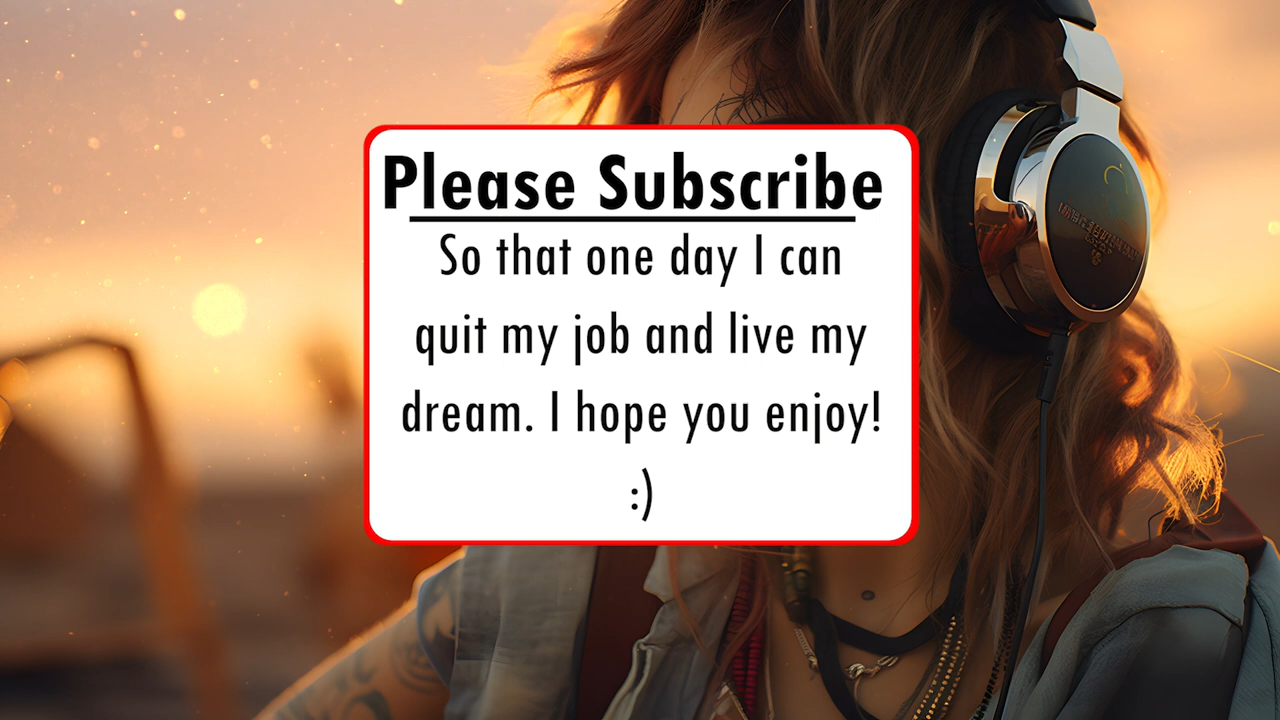 Please Subscribe
So that one day I can
quit my job and live my
dream. I hope you enjoy!
:)